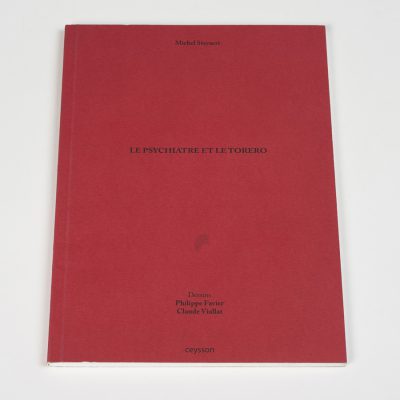 Michel
LE PSYCHIATRE ET LE TORERO
Dessins
Philippe Favier
Claude Viallat
ceysson